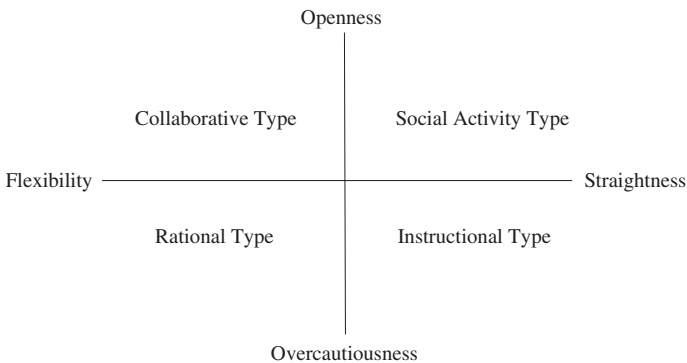 Openness
Collaborative Type
Social Activity Type
Flexibility
Straightness
Rational Type
Instructional Type
Overcautiousness